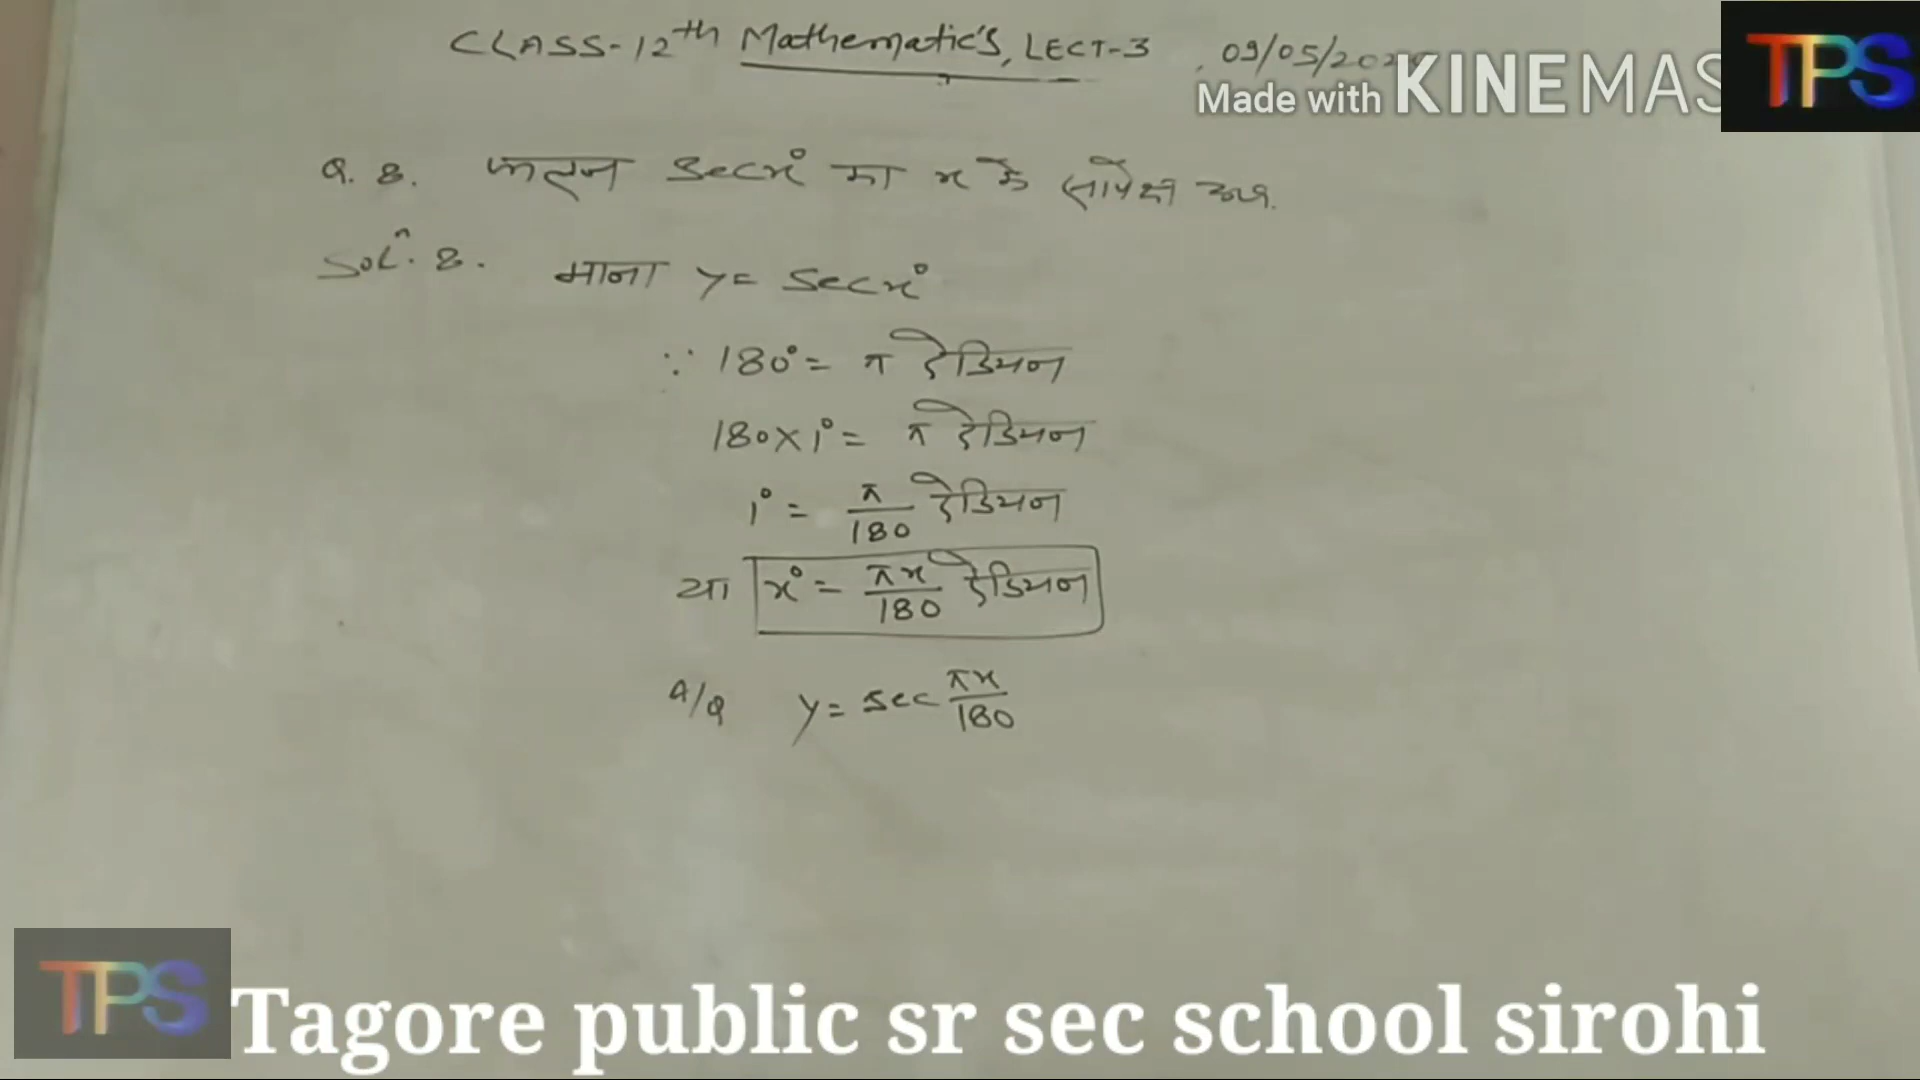 CLASS-12th Mathematic's, LECT-3, 09/05/202
Made with KINEMAS
TPS
Q. 8. फलन secx° का x के सापेक्ष अव.
Solⁿ. 8. माना y= secx°
∵ 180°= π रेडियन
180×1°= π रेडियन
1° = π/180 रेडियन
या x° = πx/180 रेडियन
A/Q y= sec πx/180
TPS
Tagore public sr sec school sirohi